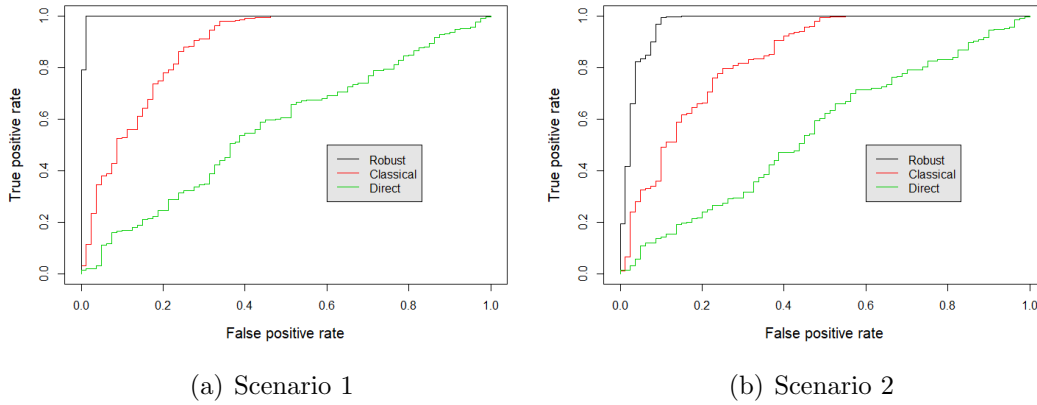 True positive rate
1.0
0.8
0.6
0.4
0.2
0.0
Robust
Classical
Direct
0.0 0.2 0.4 0.6 0.8 1.0
False positive rate
(a) Scenario 1
True positive rate
1.0
0.8
0.6
0.4
0.2
0.0
Robust
Classical
Direct
0.0 0.2 0.4 0.6 0.8 1.0
False positive rate
(b) Scenario 2